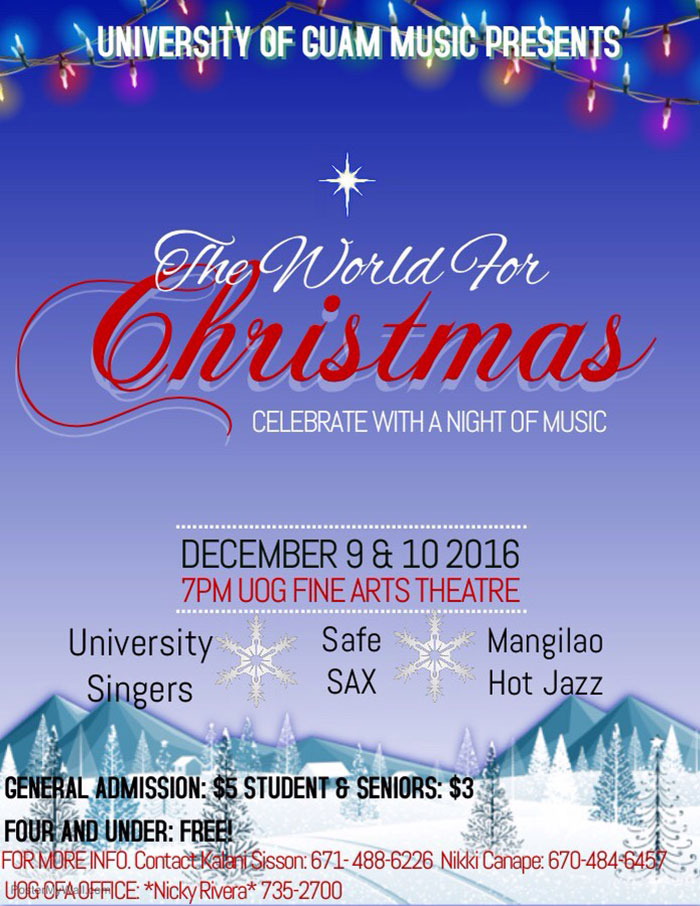 UNIVERSITY OF GUAM MUSIC PRESENTS
The World For
Christmas
CELEBRATE WITH A NIGHT OF MUSIC
DECEMBER 9 & 10 2016
7PM UOG FINE ARTS THEATRE
University Singers
Safe SAX
Mangilao Hot Jazz
GENERAL ADMISSION: $5 STUDENT & SENIORS: $3
FOUR AND UNDER: FREE!
FOR MORE INFO. Contact Kalani Sisson: 671- 488-6226 Nikki Canape: 670-484-6457
UOG CFA OFFICE: *Nicky Rivera* 735-2700
PosterMyWall.com